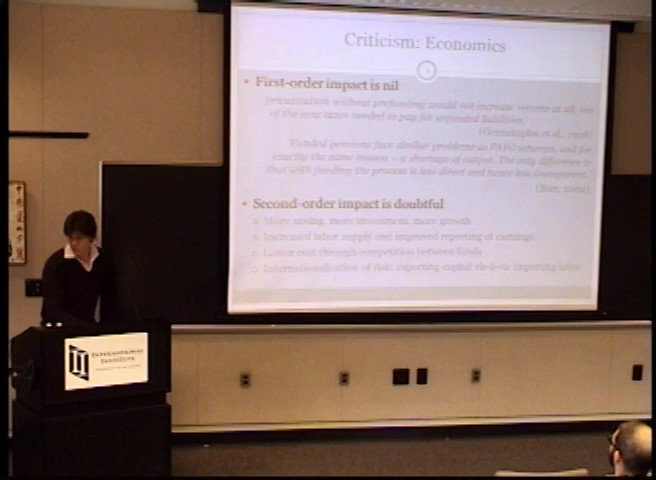 Criticism: Economics
First-order impact is nil
"privatization without prefunding would not increase returns at all, net
of the new taxes needed to pay for unfunded liabilities.
et al., 1998)
Funded pensions face similar problems as PAYG schemes, and for
exactly the same reason – a shortage of output. The only difference is
that with funding the process is less direct and hence less transparent.
(Barr, 2002)
Second-order impact is doubtful
More saving, more investment, more growth
Increased labor supply and improved reporting of earnings
Lower cost through competition between funds
Internationalization of risk: exporting capital vis-à-vis importing labor
International
Institute